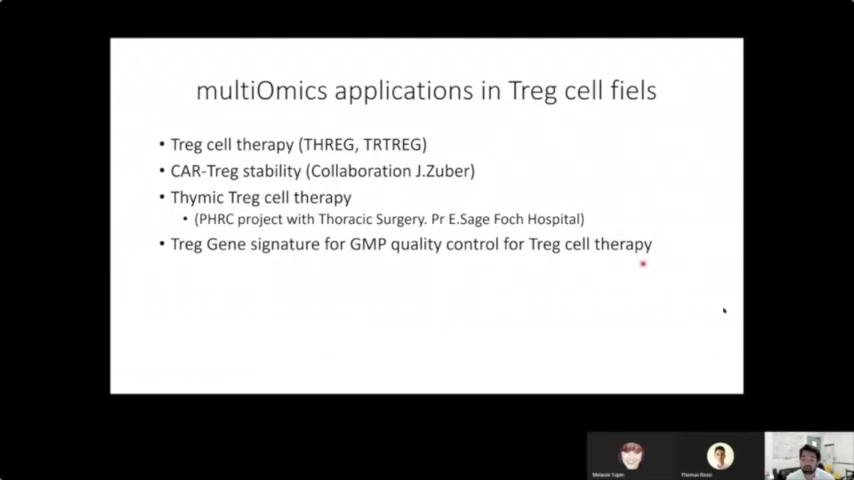 multiOmics applications in Treg cell fiels
• Treg cell therapy (THREG, TRTREG)
• CAR-Treg stability (Collaboration J.Zuber)
• Thymic Treg cell therapy
• (PHRC project with Thoracic Surgery. Pr E.Sage Foch Hospital)
• Treg Gene signature for GMP quality control for Treg cell therapy
Melanie
Thomas